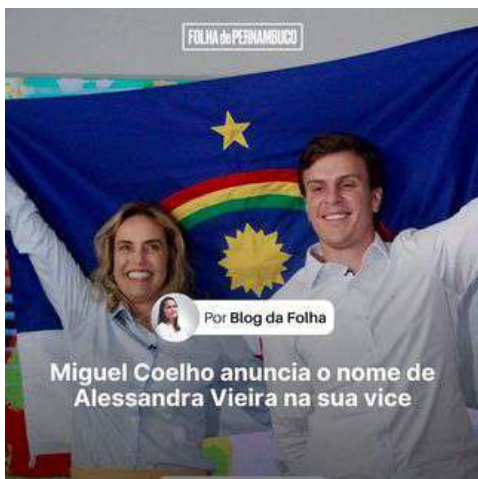 FOLHA de PERNAMBUCO
Por Blog da Folha
Miguel Coelho anuncia o nome de
Alessandra Vieira na sua vice